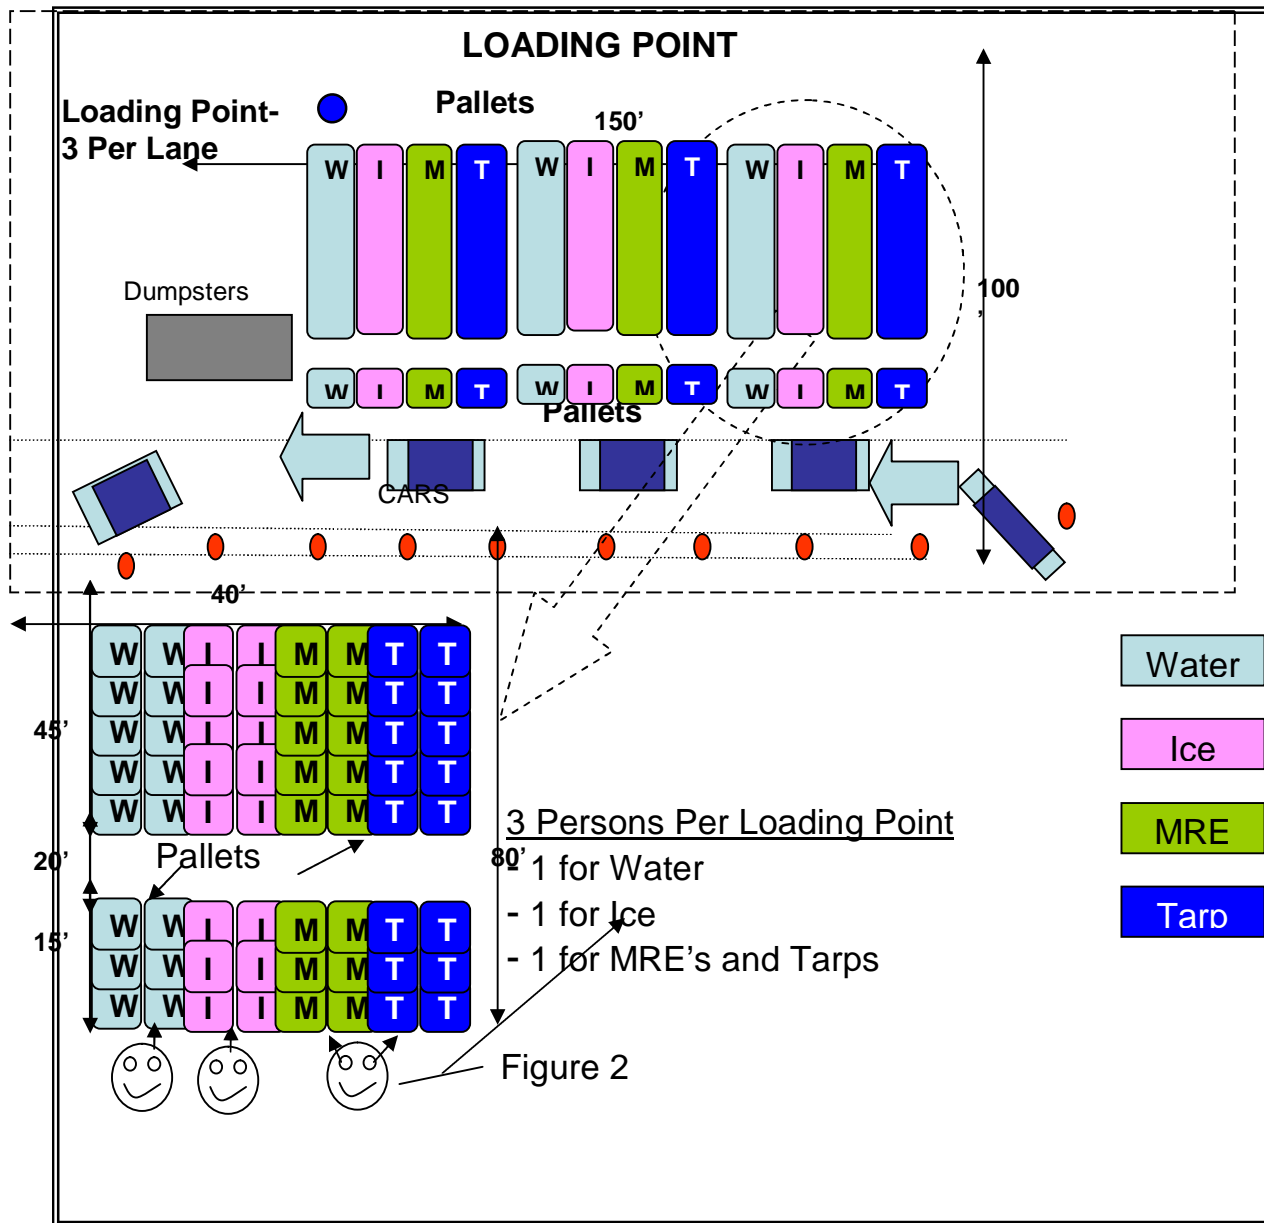 LOADING POINT
Loading Point-
3 Per Lane
Pallets
150’
W I M T W I M T W I M T
Dumpsters
100’
W I M T W I M T W I M T
Pallets
CARS
40’
W W I I M M T T
W W I I M M T T
W W I I M M T T
W W I I M M T T
W W I I M M T T
45’
Water
Ice
MRE
Tarp
20’
Pallets
80’
3 Persons Per Loading Point
- 1 for Water
- 1 for Ice
- 1 for MRE's and Tarps
15’
W W I I M M T T
W W I I M M T T
W W I I M M T T
Figure 2